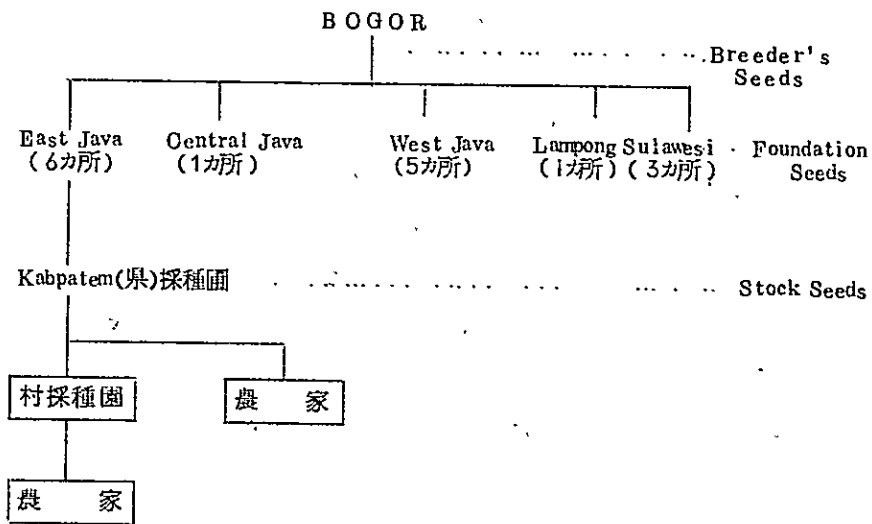 BOGOR
Breeder's
Seeds
East Java Central Java West Java Lampong Sulawesi Foundation
(6カ所) (1カ所) (5カ所) (1カ所) (3カ所) Seeds
Kabpatem(県)採種圃 Stock Seeds
村採種園 農 家
農 家